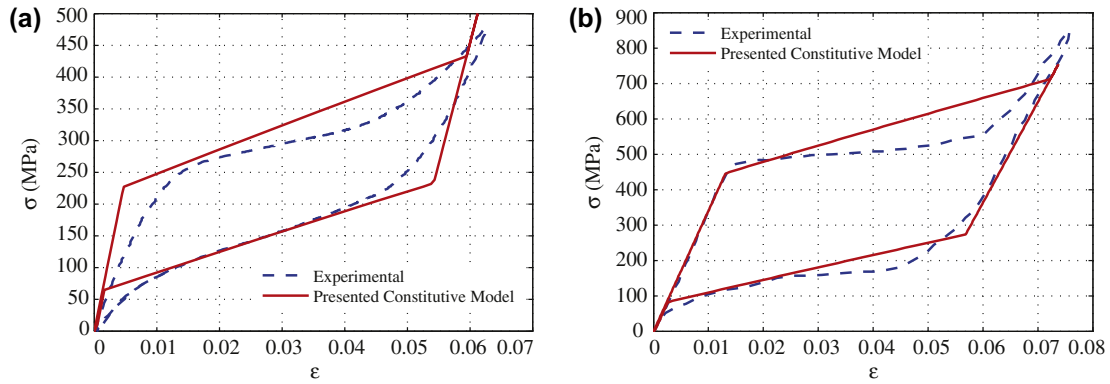 (a)
500
450
400
350
300
250
200
150
100
50
0
σ (MPa)
Experimental
Presented Constitutive Model
0 0.01 0.02 0.03 0.04 0.05 0.06 0.07
ε
(b)
900
800
700
600
500
400
300
200
100
0
σ (MPa)
Experimental
Presented Constitutive Model
0 0.01 0.02 0.03 0.04 0.05 0.06 0.07 0.08
ε